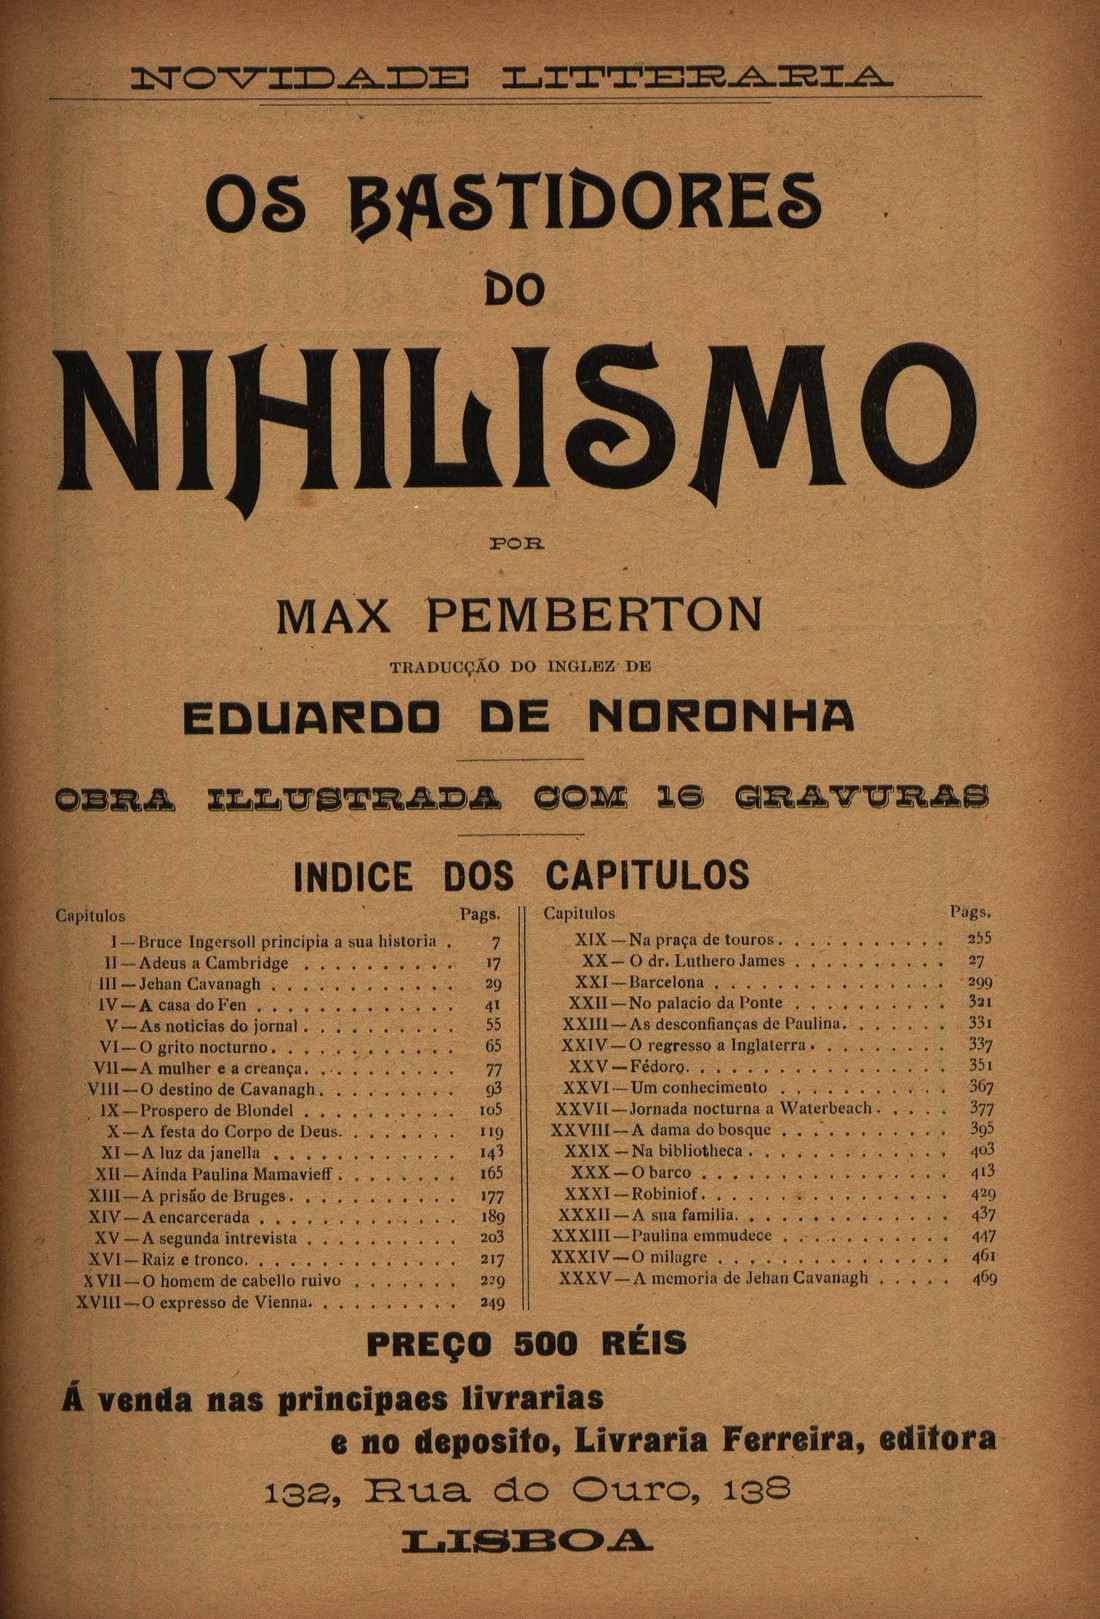 NOVIDADE LITTERARIA
OS BASTIDORES
DO
NIHILISMO
POR
MAX PEMBERTON
TRADUCÇÃO DO INGLEZ DE
EDUARDO DE NORONHA
OBRA ILLUSTRADA COM 16 GRAVURAS
INDICE DOS CAPITULOS
Capitulos Pags.
I—Bruce Ingersoll principia a sua historia . 7
II—Adeus a Cambridge . . . . . . . . . . 17
III—Jehan Cavanagh . . . . . . . . . . . . 29
IV—A casa do Fen . . . . . . . . . . . . . 41
V—As noticias do jornal . . . . . . . . . . 55
VI—O grito nocturno. . . . . . . . . . . . 65
VII—A mulher e a creança. . . . . . . . . . 77
VIII—O destino de Cavanagh. . . . . . . . . 93
IX—Prospero de Blondel . . . . . . . . . . 105
X—A festa do Corpo de Deus. . . . . . . . 119
XI—A luz da janella . . . . . . . . . . . . 143
XII—Ainda Paulina Mamavieff . . . . . . . . 165
XIII—A prisão de Bruges. . . . . . . . . . . 177
XIV—A encarcerada . . . . . . . . . . . . . 189
XV—A segunda intrevista . . . . . . . . . . 203
XVI—Raiz e tronco. . . . . . . . . . . . . . 217
XVII—O homem de cabello ruivo . . . . . . . 229
XVIII—O expresso de Vienna. . . . . . . . . . 249
Capitulos Pags.
XIX—Na praça de touros. . . . . . . . . . . 255
XX—O dr. Luthero James . . . . . . . . . . 27
XXI—Barcelona . . . . . . . . . . . . . . . 299
XXII—No palacio da Ponte . . . . . . . . . . 321
XXIII—As desconfianças de Paulina. . . . . . . 331
XXIV—O regresso a Inglaterra . . . . . . . . . 337
XXV—Fédoro. . . . . . . . . . . . . . . . . 351
XXVI—Um conhecimento . . . . . . . . . . . 367
XXVII—Jornada nocturna a Waterbeach. . . . . 377
XXVIII—A dama do bosque . . . . . . . . . . . 395
XXIX—Na bibliotheca . . . . . . . . . . . . . 403
XXX—O barco . . . . . . . . . . . . . . . . 413
XXXI—Robiniof. . . . . . . . . . . . . . . . 429
XXXII—A sua familia. . . . . . . . . . . . . . 437
XXXIII—Paulina emmudece . . . . . . . . . . . 447
XXXIV—O milagre . . . . . . . . . . . . . . . 461
XXXV—A memoria de Jehan Cavanagh . . . . . 469
PREÇO 500 RÉIS
Á venda nas principaes livrarias
e no deposito, Livraria Ferreira, editora
132, Rua do Ouro, 138
LISBOA